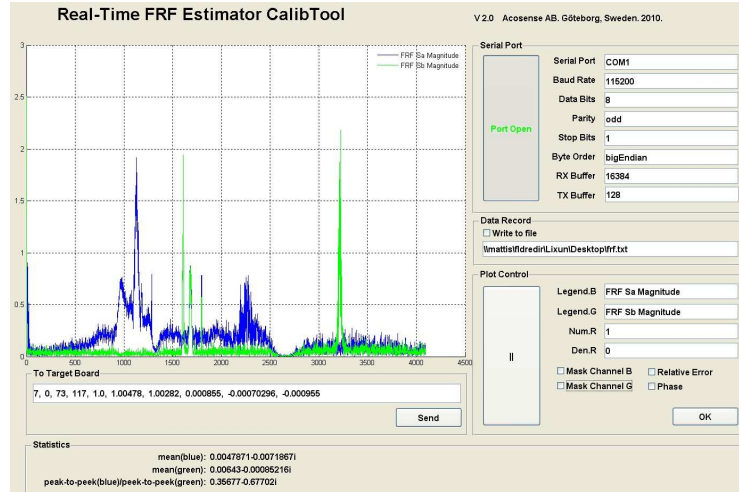 Real-Time FRF Estimator CalibTool
V 2.0 Acosense AB. Göteborg, Sweden. 2010.
3
2.5
2
1.5
1
0.5
0
0
500
1000
1500
2000
2500
3000
3500
4000
4500
FRF Sa Magnitude
FRF Sb Magnitude
Serial Port
Port Open
Serial Port COM1
Baud Rate 115200
Data Bits 8
Parity odd
Stop Bits 1
Byte Order bigEndian
RX Buffer 16384
TX Buffer 128
Data Record
Write to file
\\mattis\fldredir\Lixun\Desktop\frf.txt
Plot Control
||
Legend.B FRF Sa Magnitude
Legend.G FRF Sb Magnitude
Num.R 1
Den.R 0
Mask Channel B Relative Error
Mask Channel G Phase
OK
To Target Board
7, 0, 73, 117, 1.0, 1.00478, 1.00282, 0.000855, -0.00070296, -0.000955
Send
Statistics
mean(blue): 0.0047871-0.0071867i
mean(green): 0.00643-0.00085216i
peak-to-peek(blue)/peek-to-peek(green): 0.35677-0.67702i